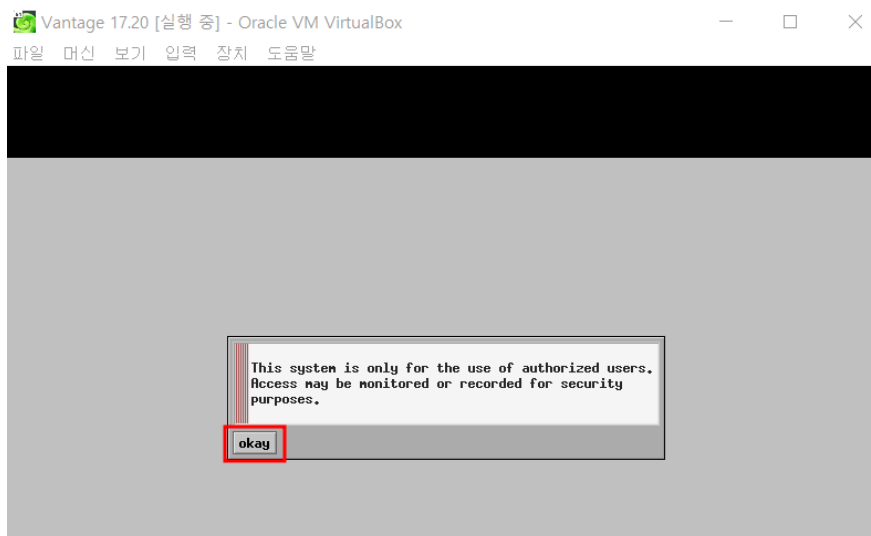 Vantage 17.20 [실행 중] - Oracle VM VirtualBox
파일 머신 보기 입력 장치 도움말
This system is only for the use of authorized users.
Access may be monitored or recorded for security
purposes.
okay